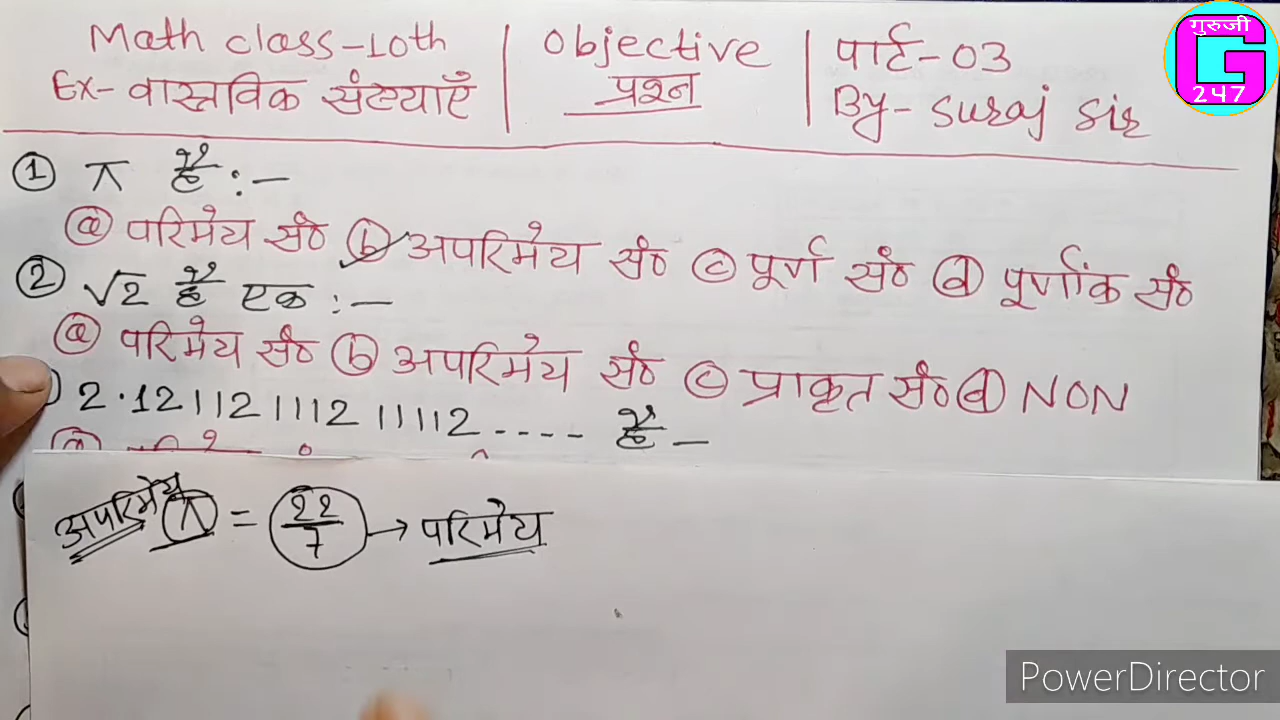 Math class-10th | Objective प्रश्न | पार्ट-03
Ex- वास्तविक संख्याएँ | By- Suraj Sir
गुरुजी
G
247
① π है :-
ⓐ परिमेय सं० ⓑ अपरिमेय सं० ⓒ पूर्ण सं० ⓓ पूर्णांक सं०
② √2 है एक :-
ⓐ परिमेय सं० ⓑ अपरिमेय सं० ⓒ प्राकृत सं० ⓓ NON
2.12112111211112---- है -
अपरिमेय π = 22/7 → परिमेय
PowerDirector